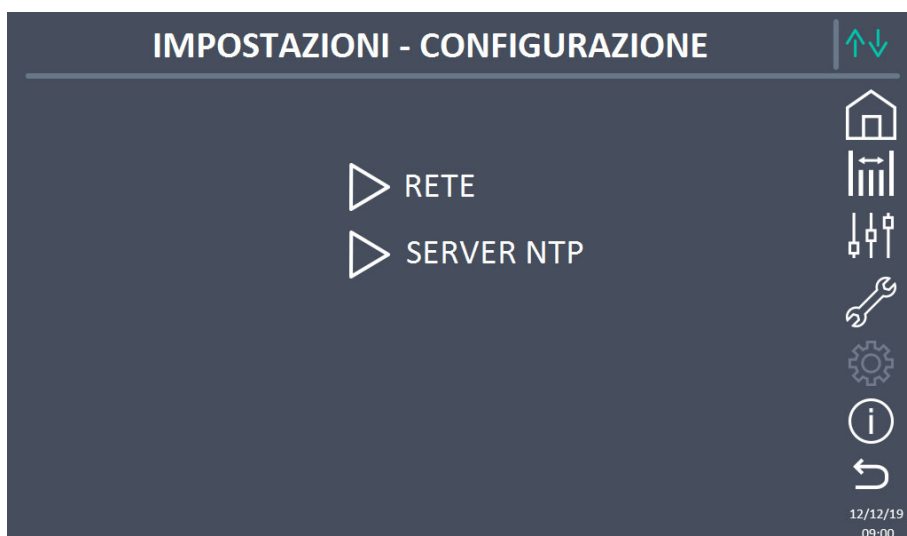 IMPOSTAZIONI - CONFIGURAZIONE
RETE
SERVER NTP
12/12/19
09:00